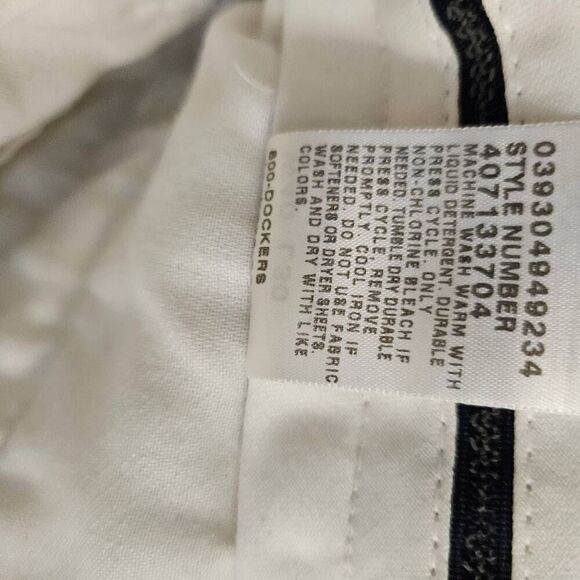 039304949234
STYLE NUMBER
407133704
MACHINE WASH WARM WITH
LIQUID DETERGENT. DURABLE
PRESS CYCLE. ONLY
NON-CHLORINE BLEACH IF
NEEDED. TUMBLE DRY DURABLE
PRESS CYCLE, REMOVE
PROMPTLY. COOL IRON IF
NEEDED. DO NOT USE FABRIC
SOFTENERS OR DRYER SHEETS.
WASH AND DRY WITH LIKE
COLORS.
800-DOCKERS